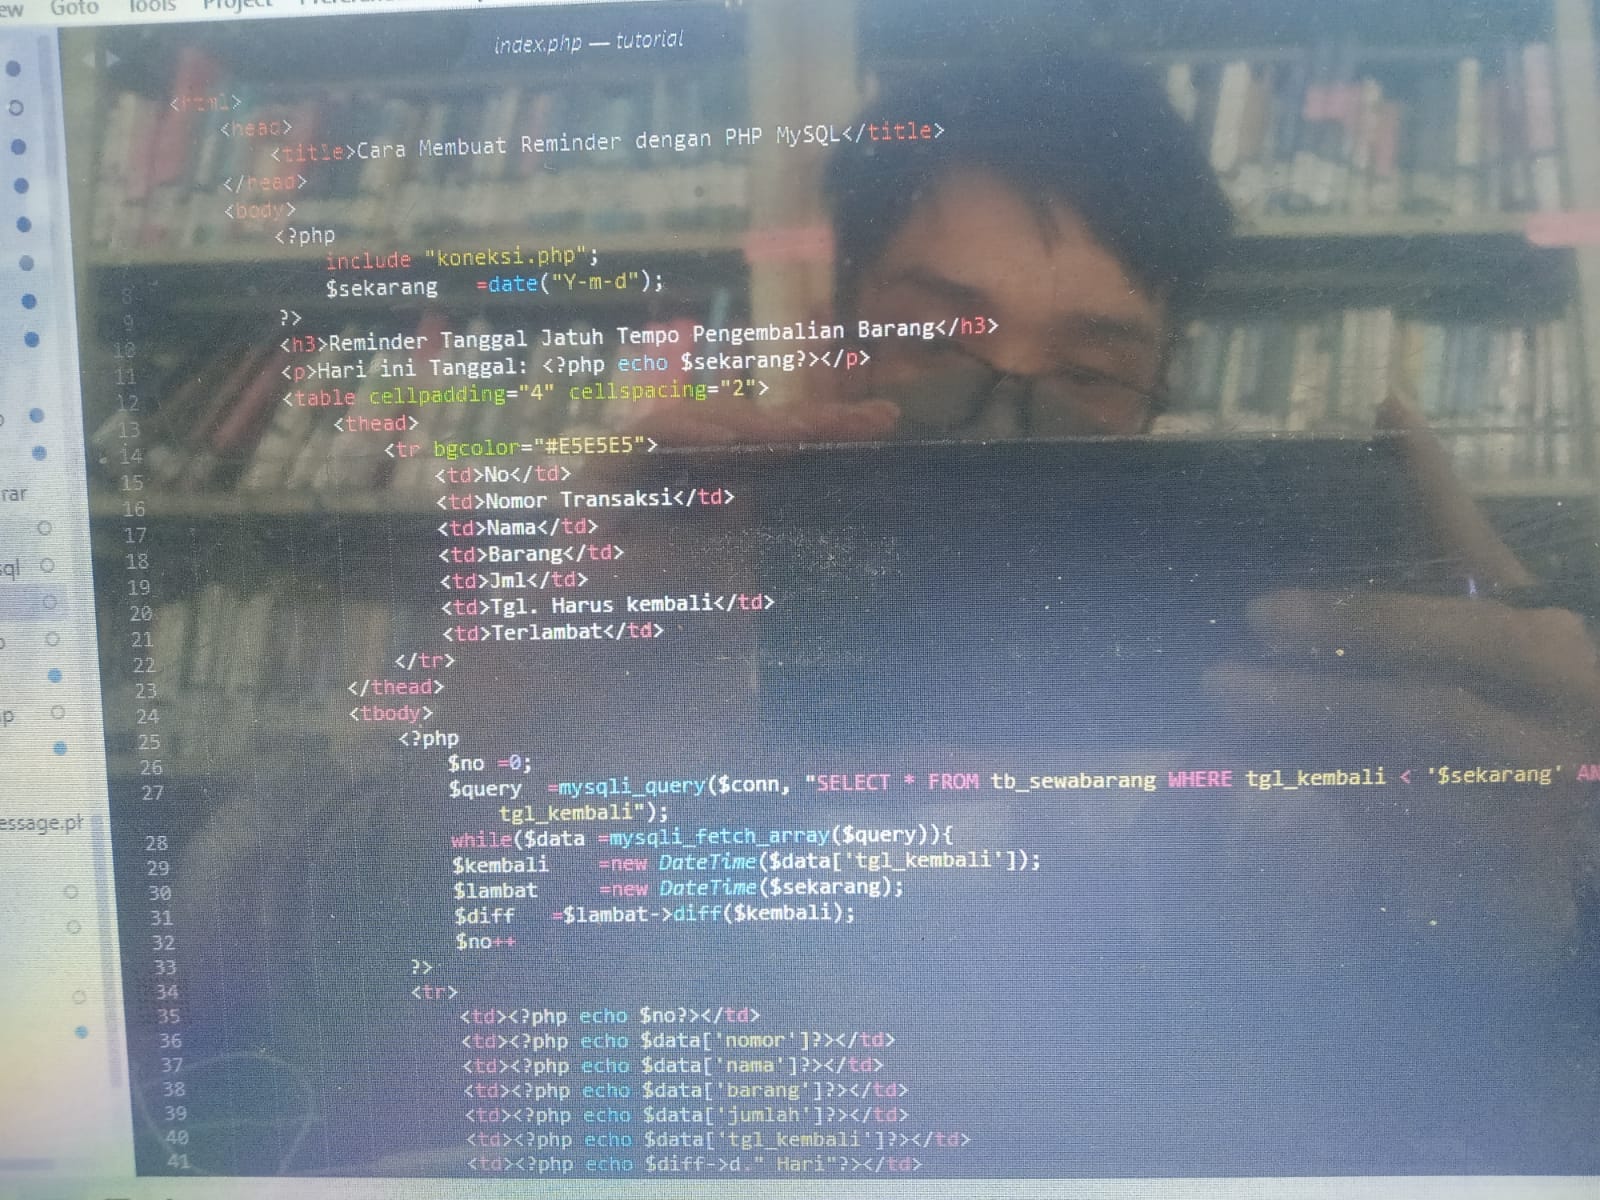 Goto Tools Project
index.php — tutorial
<html>
<head>
<title>Cara Membuat Reminder dengan PHP MySQL</title>
</head>
<body>
<?php
include "koneksi.php";
8 $sekarang =date("Y-m-d");
9 ?>
10 <h3>Reminder Tanggal Jatuh Tempo Pengembalian Barang</h3>
11 <p>Hari ini Tanggal: <?php echo $sekarang?></p>
12 <table cellpadding="4" cellspacing="2">
13 <thead>
14 <tr bgcolor="#E5E5E5">
15 <td>No</td>
16 <td>Nomor Transaksi</td>
17 <td>Nama</td>
18 <td>Barang</td>
19 <td>Jml</td>
20 <td>Tgl. Harus kembali</td>
21 <td>Terlambat</td>
22 </tr>
23 </thead>
24 <tbody>
25 <?php
26 $no =0;
27 $query =mysqli_query($conn, "SELECT * FROM tb_sewabarang WHERE tgl_kembali < '$sekarang' AN
tgl_kembali");
28 while($data =mysqli_fetch_array($query)){
29 $kembali =new DateTime($data['tgl_kembali']);
30 $lambat =new DateTime($sekarang);
31 $diff =$lambat->diff($kembali);
32 $no++
33 ?>
34 <tr>
35 <td><?php echo $no?></td>
36 <td><?php echo $data['nomor']?></td>
37 <td><?php echo $data['nama']?></td>
38 <td><?php echo $data['barang']?></td>
39 <td><?php echo $data['jumlah']?></td>
40 <td><?php echo $data['tgl_kembali']?></td>
41 <td><?php echo $diff->d." Hari"?></td>
rar
sql
essage.ph